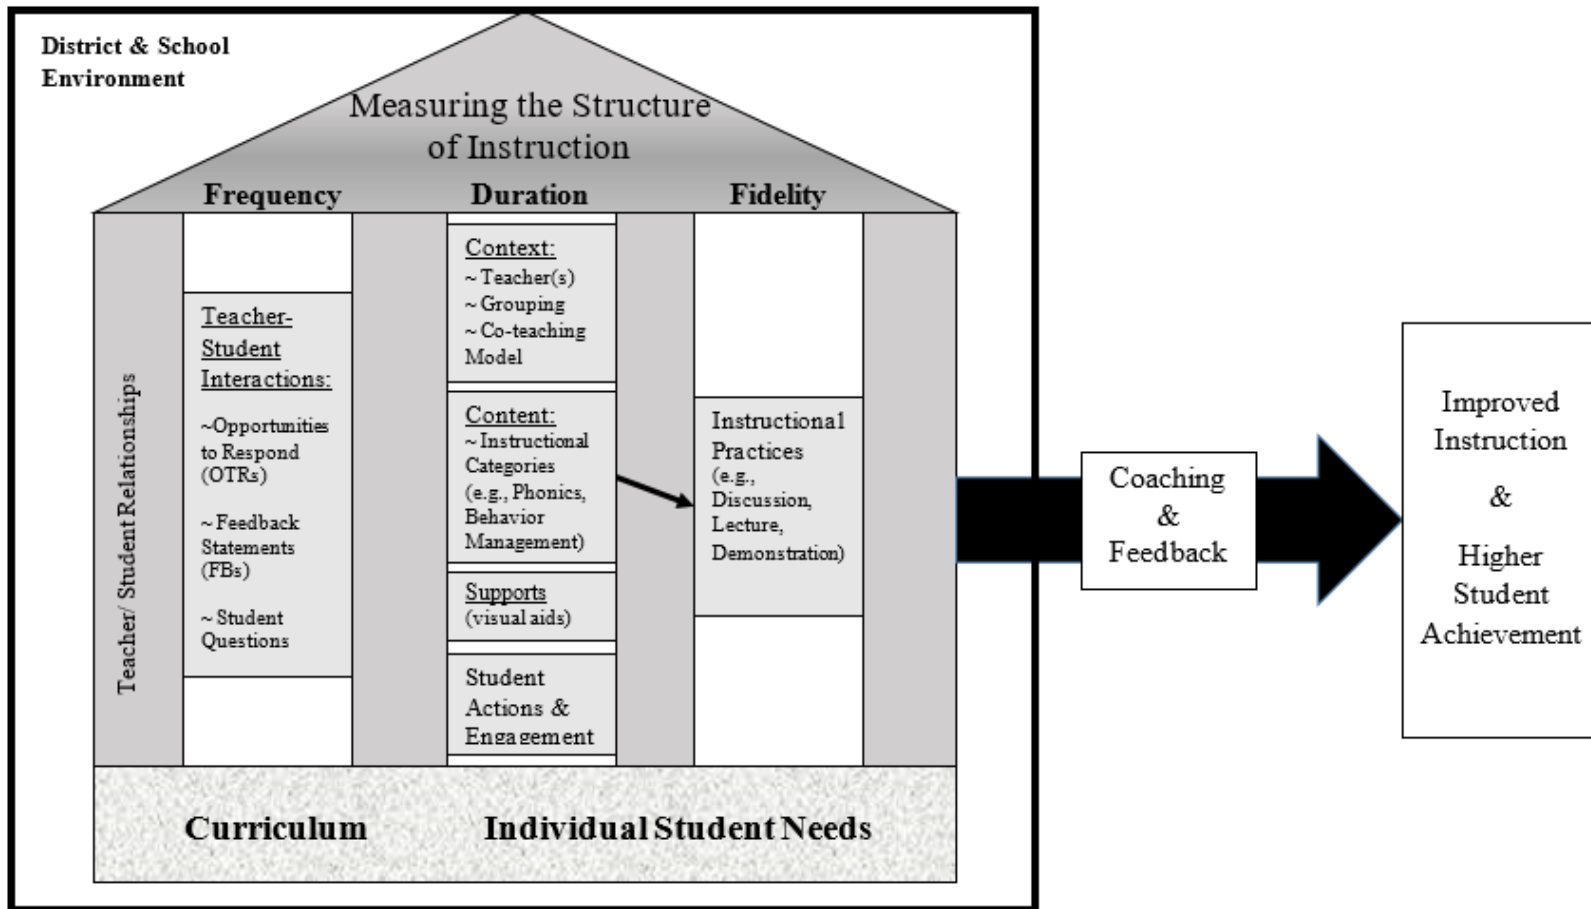 District & School
Environment
Measuring the Structure
of Instruction
Frequency
Duration
Fidelity
Teacher/ Student Relationships
Teacher-
Student
Interactions:
~Opportunities
to Respond
(OTRs)
~ Feedback
Statements
(FBs)
~ Student
Questions
Context:
~ Teacher(s)
~ Grouping
~ Co-teaching
Model
Content:
~ Instructional
Categories
(e.g., Phonics,
Behavior
Management)
Supports
(visual aids)
Student
Actions &
Engagement
Instructional
Practices
(e.g.,
Discussion,
Lecture,
Demonstration)
Curriculum
Individual Student Needs
Coaching
&
Feedback
Improved
Instruction
&
Higher
Student
Achievement